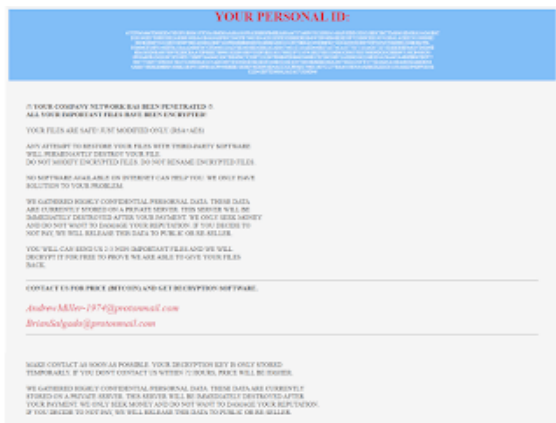 YOUR PERSONAL ID:
YOUR COMPANY NETWORK HAS BEEN PENETRATED
ALL YOUR IMPORTANT FILES HAVE BEEN ENCRYPTED!
YOUR FILES ARE SAFE! JUST MODIFIED ONLY. (RSA+AES)
ANY ATTEMPT TO RESTORE YOUR FILES WITH THIRD-PARTY SOFTWARE
WILL PERMANENTLY DESTROY YOUR FILE.
DO NOT MODIFY ENCRYPTED FILES. DO NOT RENAME ENCRYPTED FILES.
NO SOFTWARE AVAILABLE ON INTERNET CAN HELP YOU. WE ONLY HAVE
SOLUTION TO YOUR PROBLEM.
WE GATHERED HIGHLY CONFIDENTIAL/PERSORNAL DATA. THESE DATA
ARE CURRENTLY STORED ON A PRIVATE SERVER. THIS SERVER WILL BE
IMMEDIATELY DESTROYED AFTER YOUR PAYMENT. WE ONLY SEEK MONEY
AND DO NOT WANT TO DAMAGE YOUR REPUTATION. IF YOU DECIDE TO
NOT PAY, WE WILL RELEASE THIS DATA TO PUBLIC OR RE-SELLER.
YOU WILL CAN SEND US 2-3 NON-IMPORTANT FILES AND WE WILL
DECRYPT IT FOR FREE TO PROVE WE ARE ABLE TO GIVE YOUR FILES
BACK.
CONTACT US FOR PRICE (BITCOIN) AND GET DECRYPTION SOFTWARE.
AndrewMiller-1974@protonmail.com
BrianSalgado@protonmail.com
MAKE CONTACT AS SOON AS POSSIBLE. YOUR DECRYPTION KEY IS ONLY STORED
TEMPORARLY. IF YOU DON'T CONTACT US WITHIN 72 HOURS, PRICE WILL BE HIGHER.
WE GATHERED HIGHLY CONFIDENTIAL/PERSORNAL DATA. THESE DATA ARE CURRENTLY
STORED ON A PRIVATE SERVER. THIS SERVER WILL BE IMMEDIATELY DESTROYED AFTER
YOUR PAYMENT. WE ONLY SEEK MONEY AND DO NOT WANT TO DAMAGE YOUR REPUTATION.
IF YOU DECIDE TO NOT PAY, WE WILL RELEASE THIS DATA TO PUBLIC OR RE-SELLER.